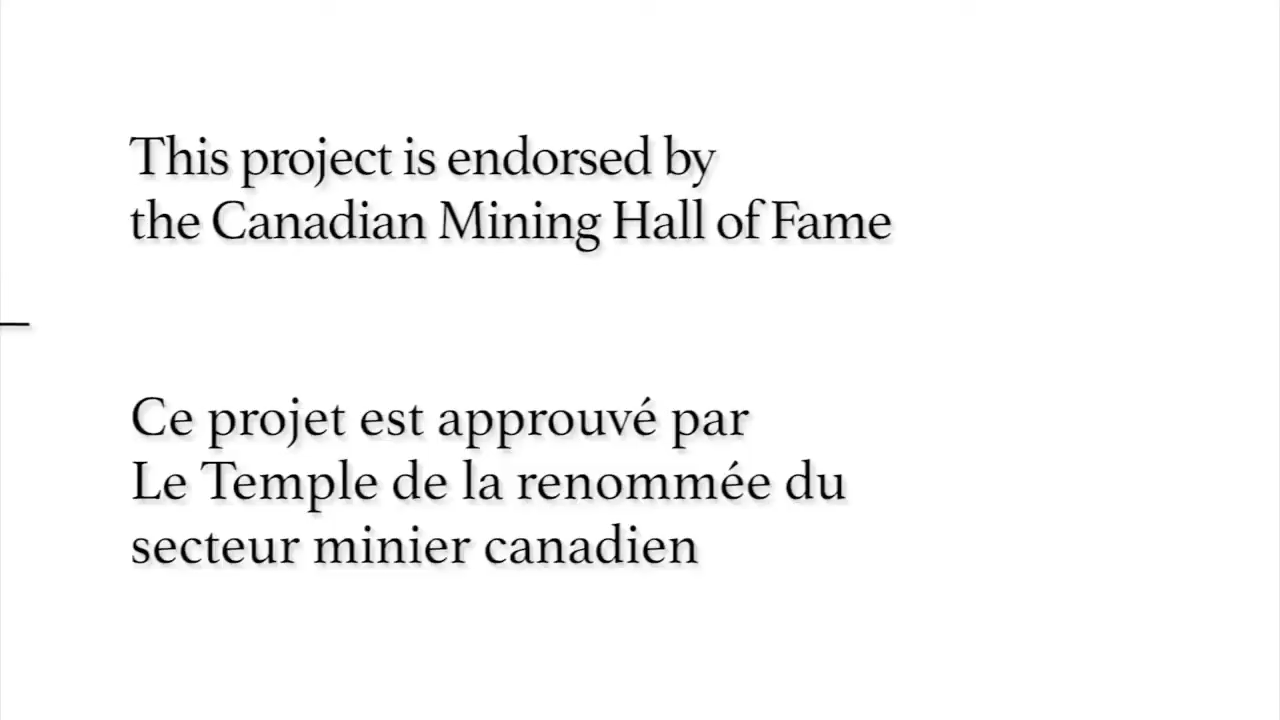 This project is endorsed by
the Canadian Mining Hall of Fame
Ce projet est approuvé par
Le Temple de la renommée du
secteur minier canadien